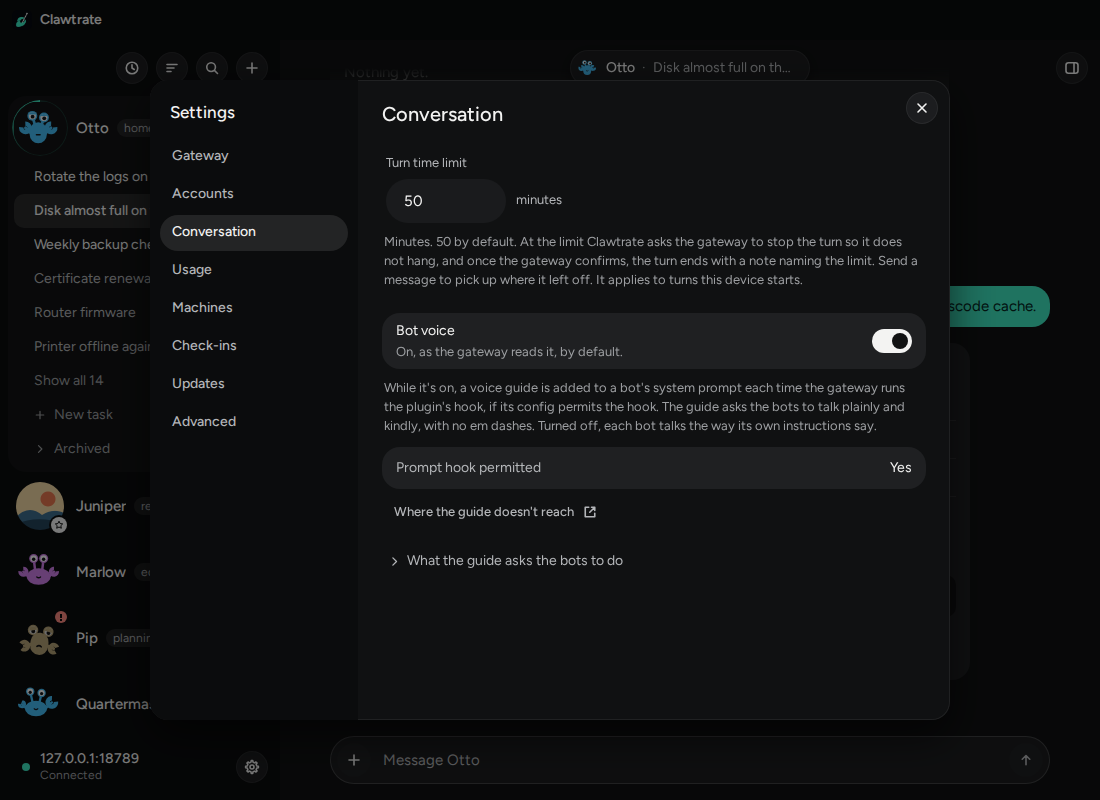 Clawtrate
Nothing yet.
Otto · Disk almost full on th...
Otto
Rotate the logs on
Disk almost full on
Weekly backup che
Certificate renewa
Router firmware
Printer offline again
Show all 14
New task
Archived
Juniper
Marlow
Pip plannin
Quarterma
127.0.0.1:18789
Connected
Settings
Gateway
Accounts
Conversation
Usage
Machines
Check-ins
Updates
Advanced
Conversation
Turn time limit
50 minutes
Minutes. 50 by default. At the limit Clawtrate asks the gateway to stop the turn so it does
not hang, and once the gateway confirms, the turn ends with a note naming the limit. Send a
message to pick up where it left off. It applies to turns this device starts.
Bot voice
On, as the gateway reads it, by default.
While it's on, a voice guide is added to a bot's system prompt each time the gateway runs
the plugin's hook, if its config permits the hook. The guide asks the bots to talk plainly and
kindly, with no em dashes. Turned off, each bot talks the way its own instructions say.
Prompt hook permitted Yes
Where the guide doesn't reach
What the guide asks the bots to do
scode cache.
Message Otto